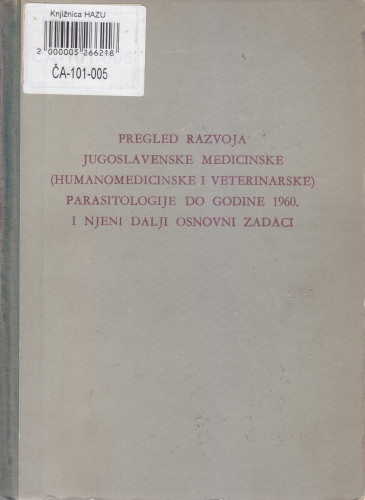 Knjižnica HAZU
2 000005 266218
ČA-101-005
PREGLED RAZVOJA
JUGOSLAVENSKE MEDICINSKE
(HUMANOMEDICINSKE I VETERINARSKE)
PARASITOLOGIJE DO GODINE 1960.
I NJENI DALJI OSNOVNI ZADACI